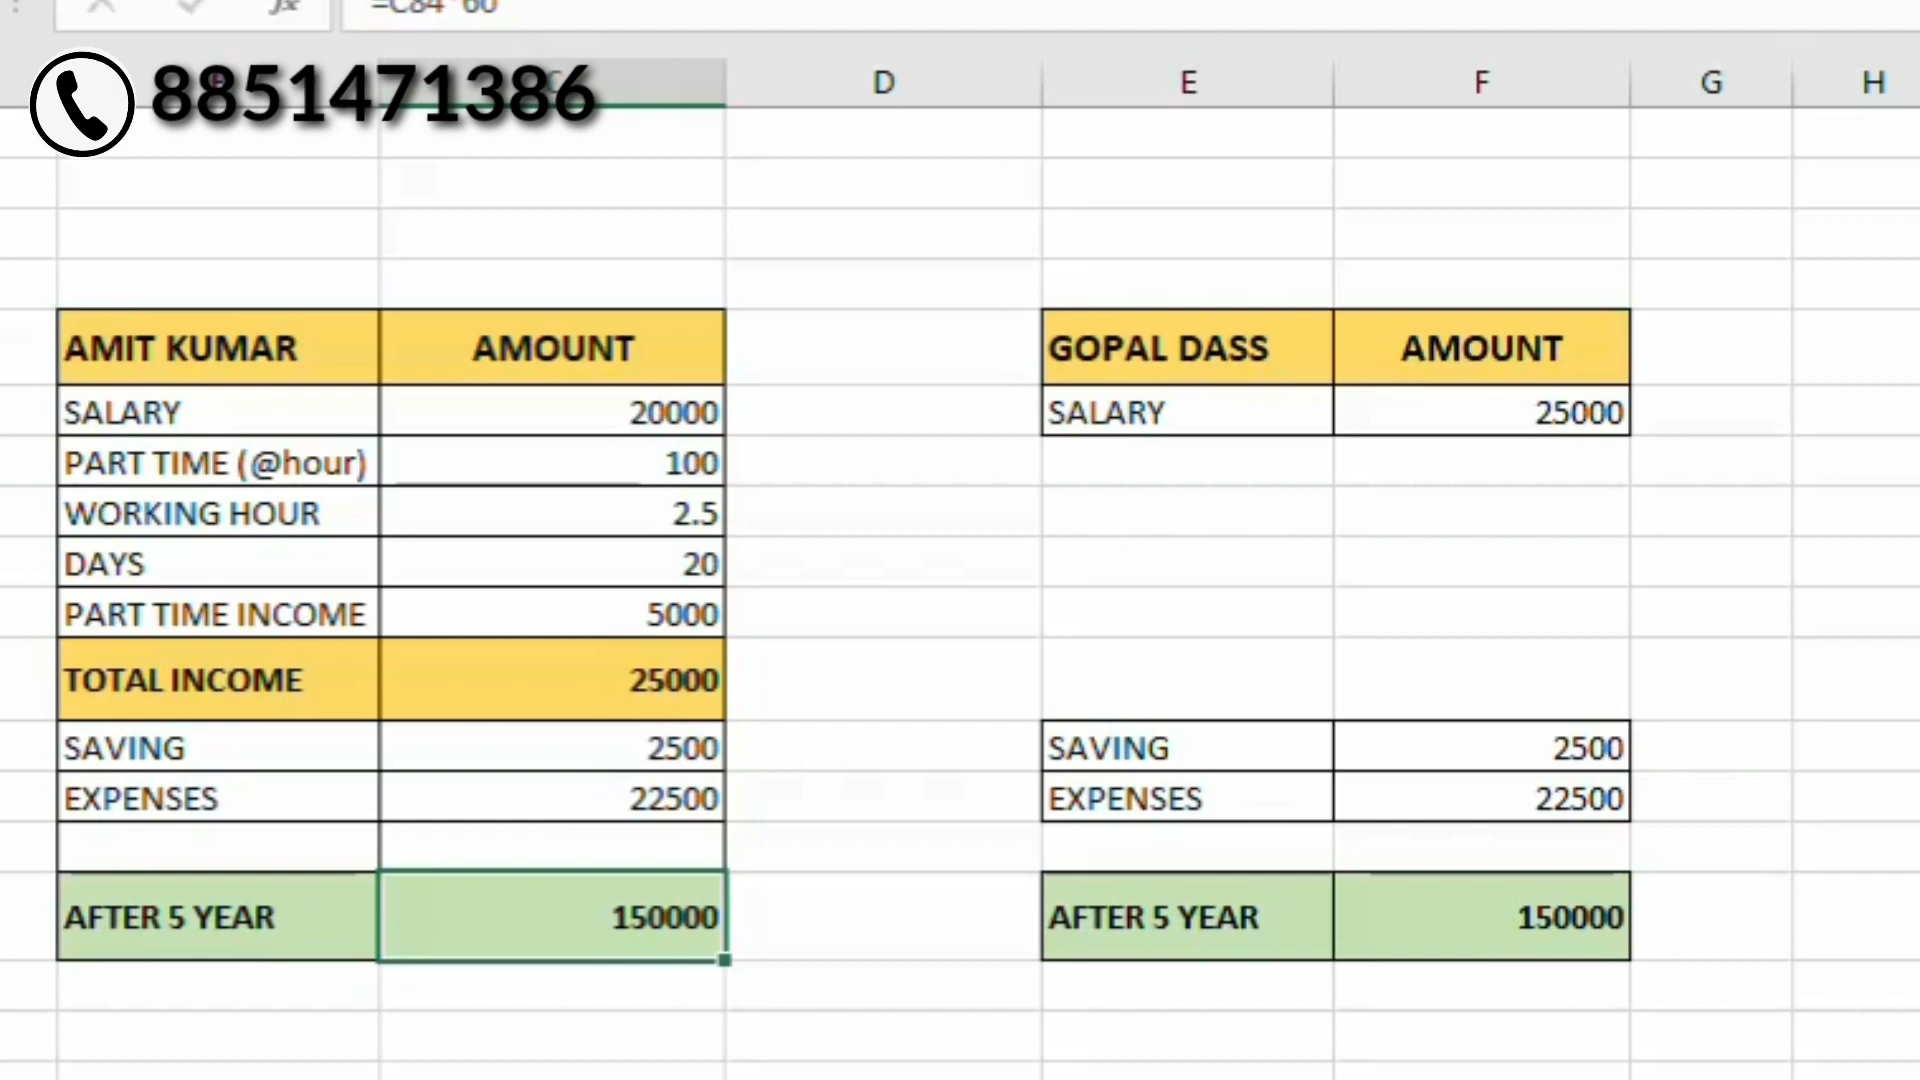 =C84*60
8851471386
D E F G H
AMIT KUMAR AMOUNT
SALARY 20000
PART TIME (@hour) 100
WORKING HOUR 2.5
DAYS 20
PART TIME INCOME 5000
TOTAL INCOME 25000
SAVING 2500
EXPENSES 22500
AFTER 5 YEAR 150000
GOPAL DASS AMOUNT
SALARY 25000
SAVING 2500
EXPENSES 22500
AFTER 5 YEAR 150000